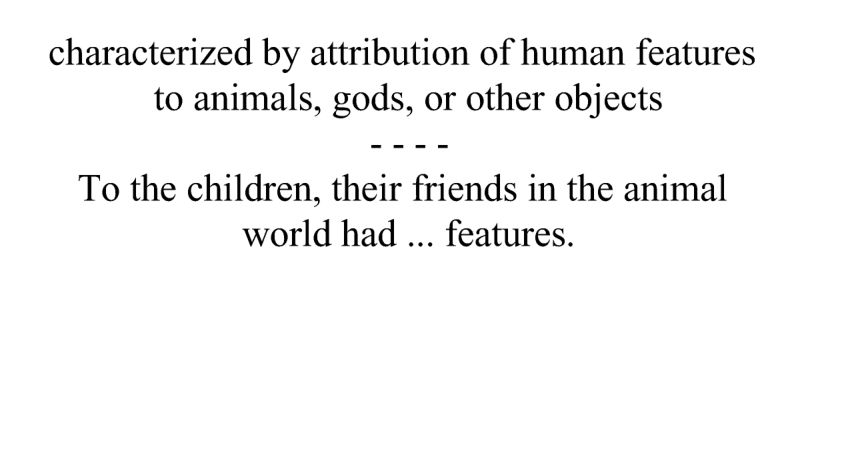 characterized by attribution of human features
to animals, gods, or other objects
- - - -
To the children, their friends in the animal
world had ... features.